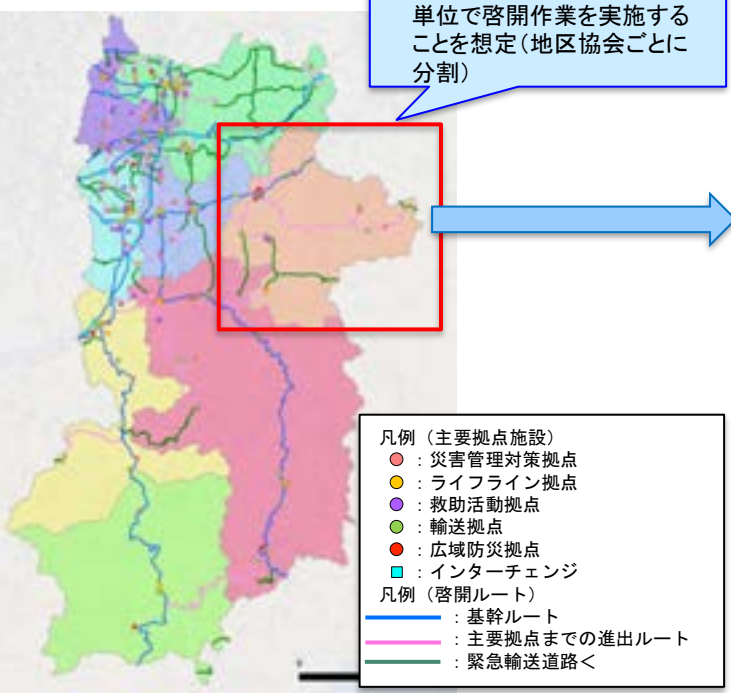 単位で啓開作業を実施する
ことを想定(地区協会ごとに
分割)
凡例（主要拠点施設）
：災害管理対策拠点
：ライフライン拠点
：救助活動拠点
：輸送拠点
：広域防災拠点
：インターチェンジ
凡例（啓開ルート）
：基幹ルート
：主要拠点までの進出ルート
：緊急輸送道路く